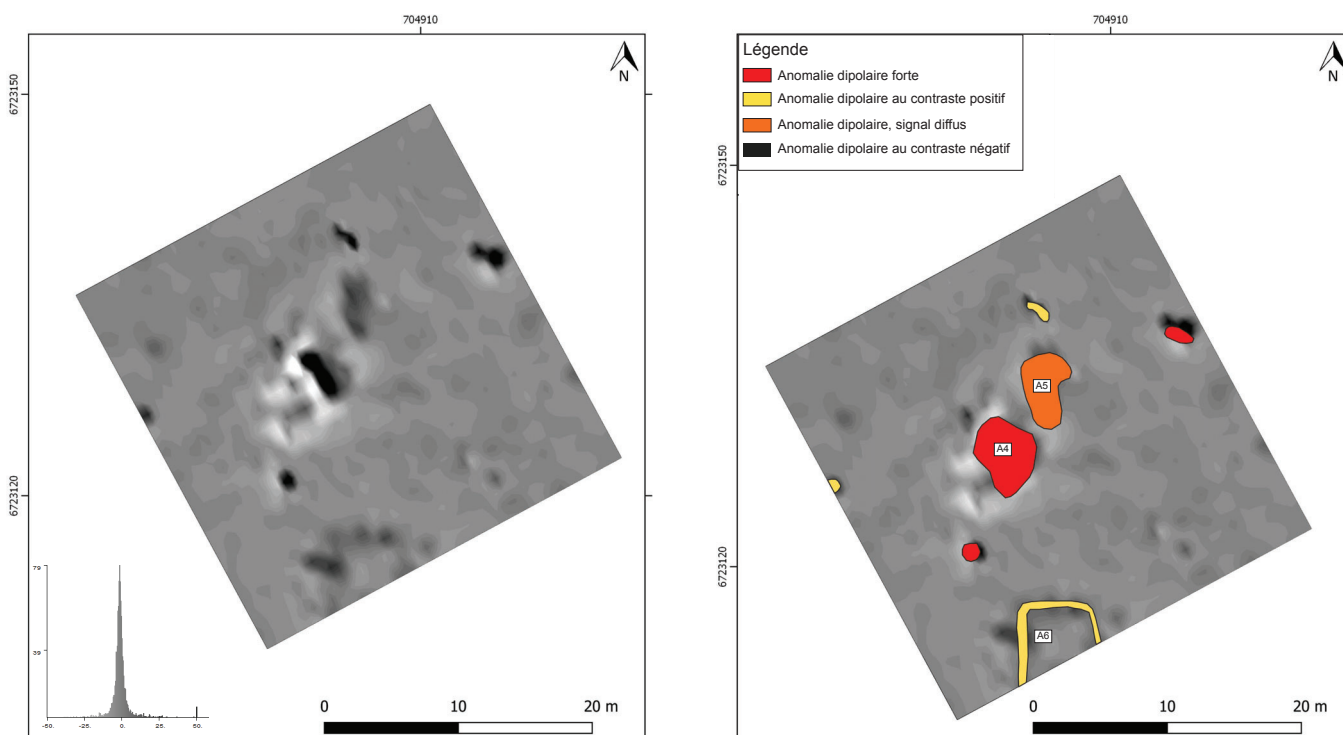 704910
6723150
6723120
N
79
39
-50. -25. 0. 25. 50.
0 10 20 m
704910
6723150
6723120
N
Légende
Anomalie dipolaire forte
Anomalie dipolaire au contraste positif
Anomalie dipolaire, signal diffus
Anomalie dipolaire au contraste négatif
A5
A4
A6
0 10 20 m